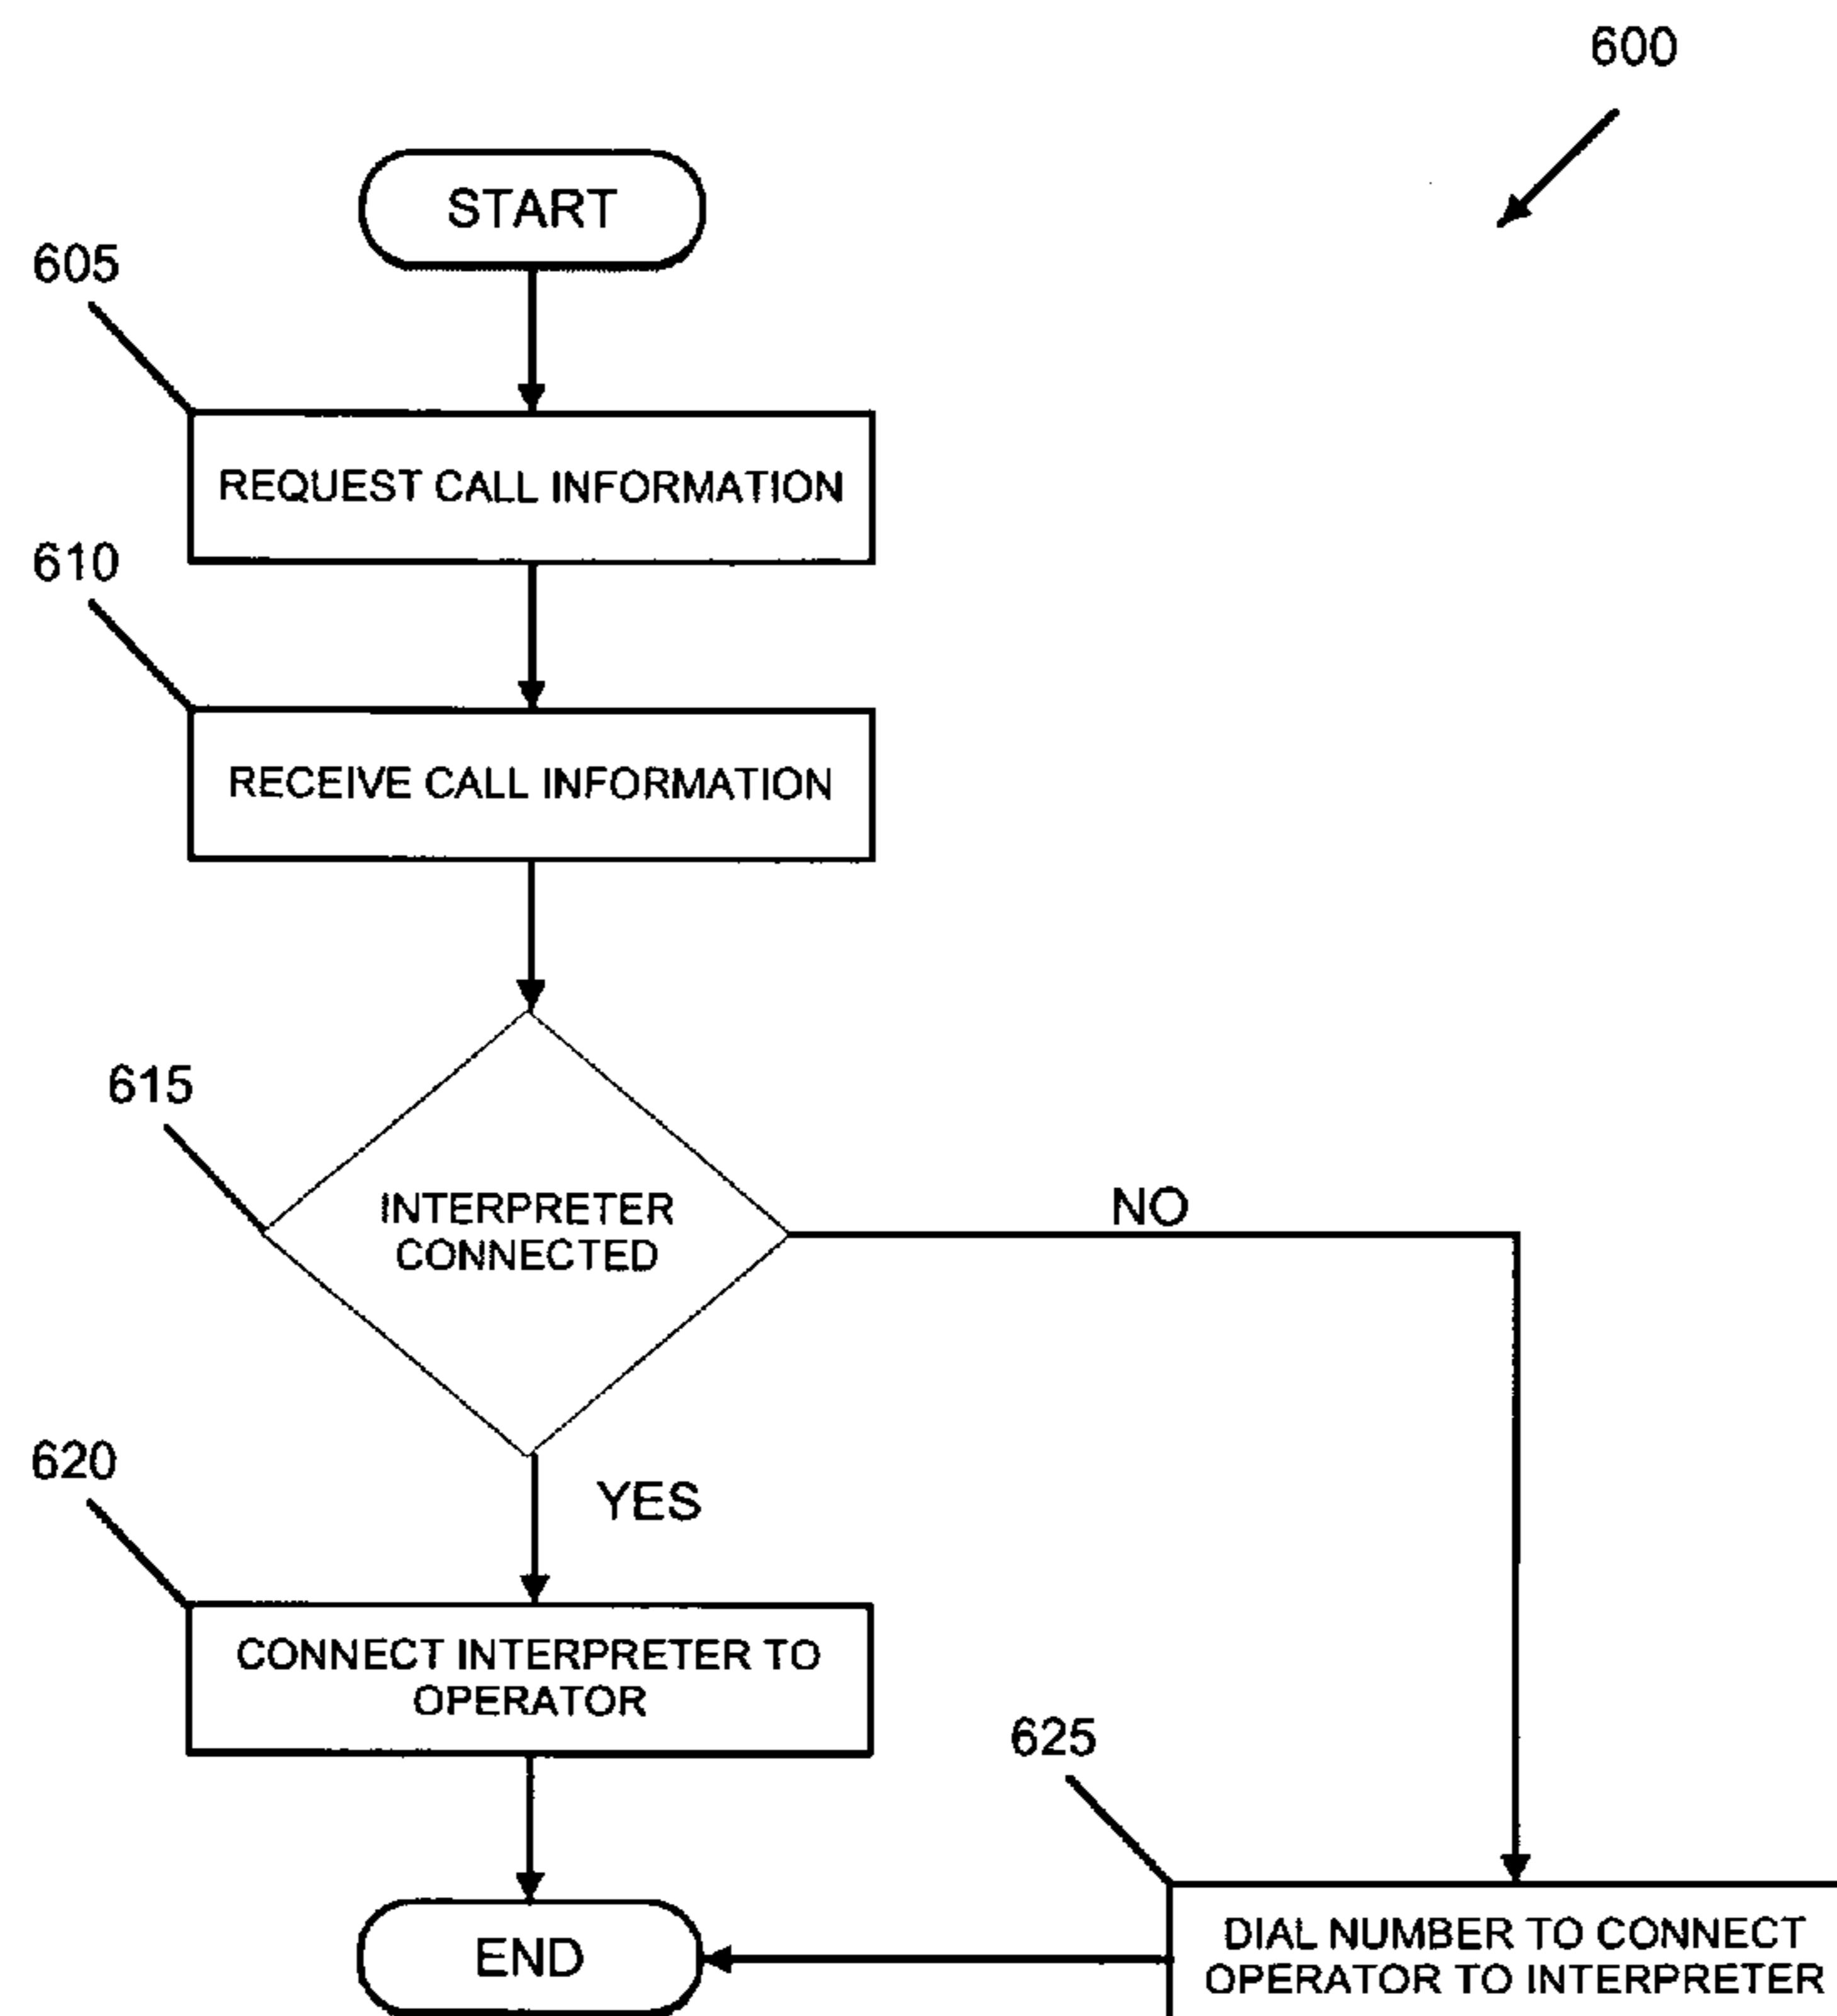 600
START
605
REQUEST CALL INFORMATION
610
RECEIVE CALL INFORMATION
615
INTERPRETER
CONNECTED
NO
620
YES
CONNECT INTERPRETER TO
OPERATOR
625
END
DIAL NUMBER TO CONNECT
OPERATOR TO INTERPRETER